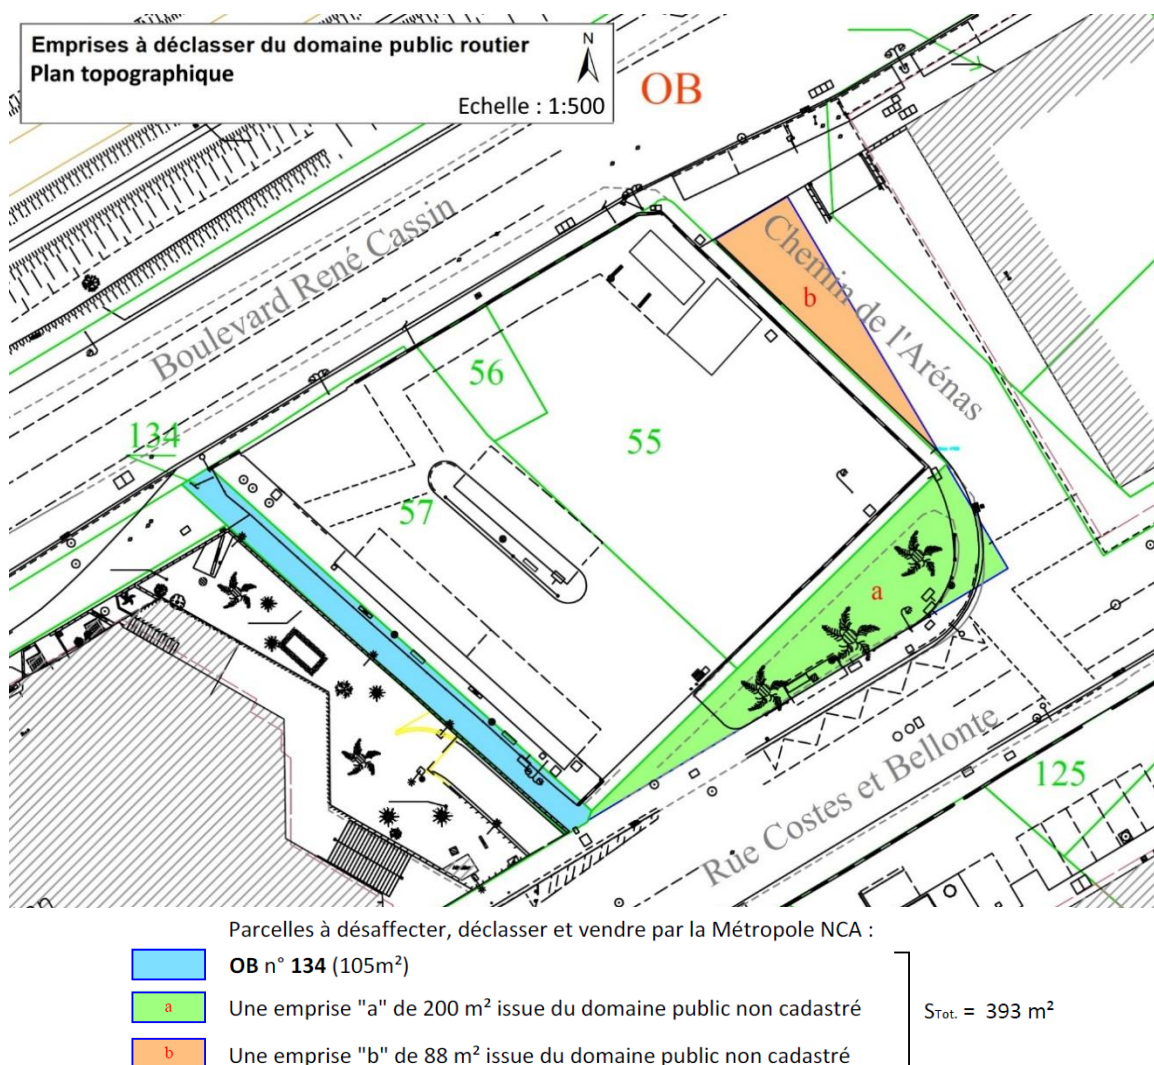 Emprises à déclasser du domaine public routier
Plan topographique
N
Echelle : 1:500
OB
Boulevard René Cassin
Chemin de l'Arénas
b
56
55
134
57
a
Rue Costes et Bellonte
125
Parcelles à désaffecter, déclasser et vendre par la Métropole NCA :
OB n° 134 (105m²)
a Une emprise "a" de 200 m² issue du domaine public non cadastré
STot. = 393 m²
b Une emprise "b" de 88 m² issue du domaine public non cadastré